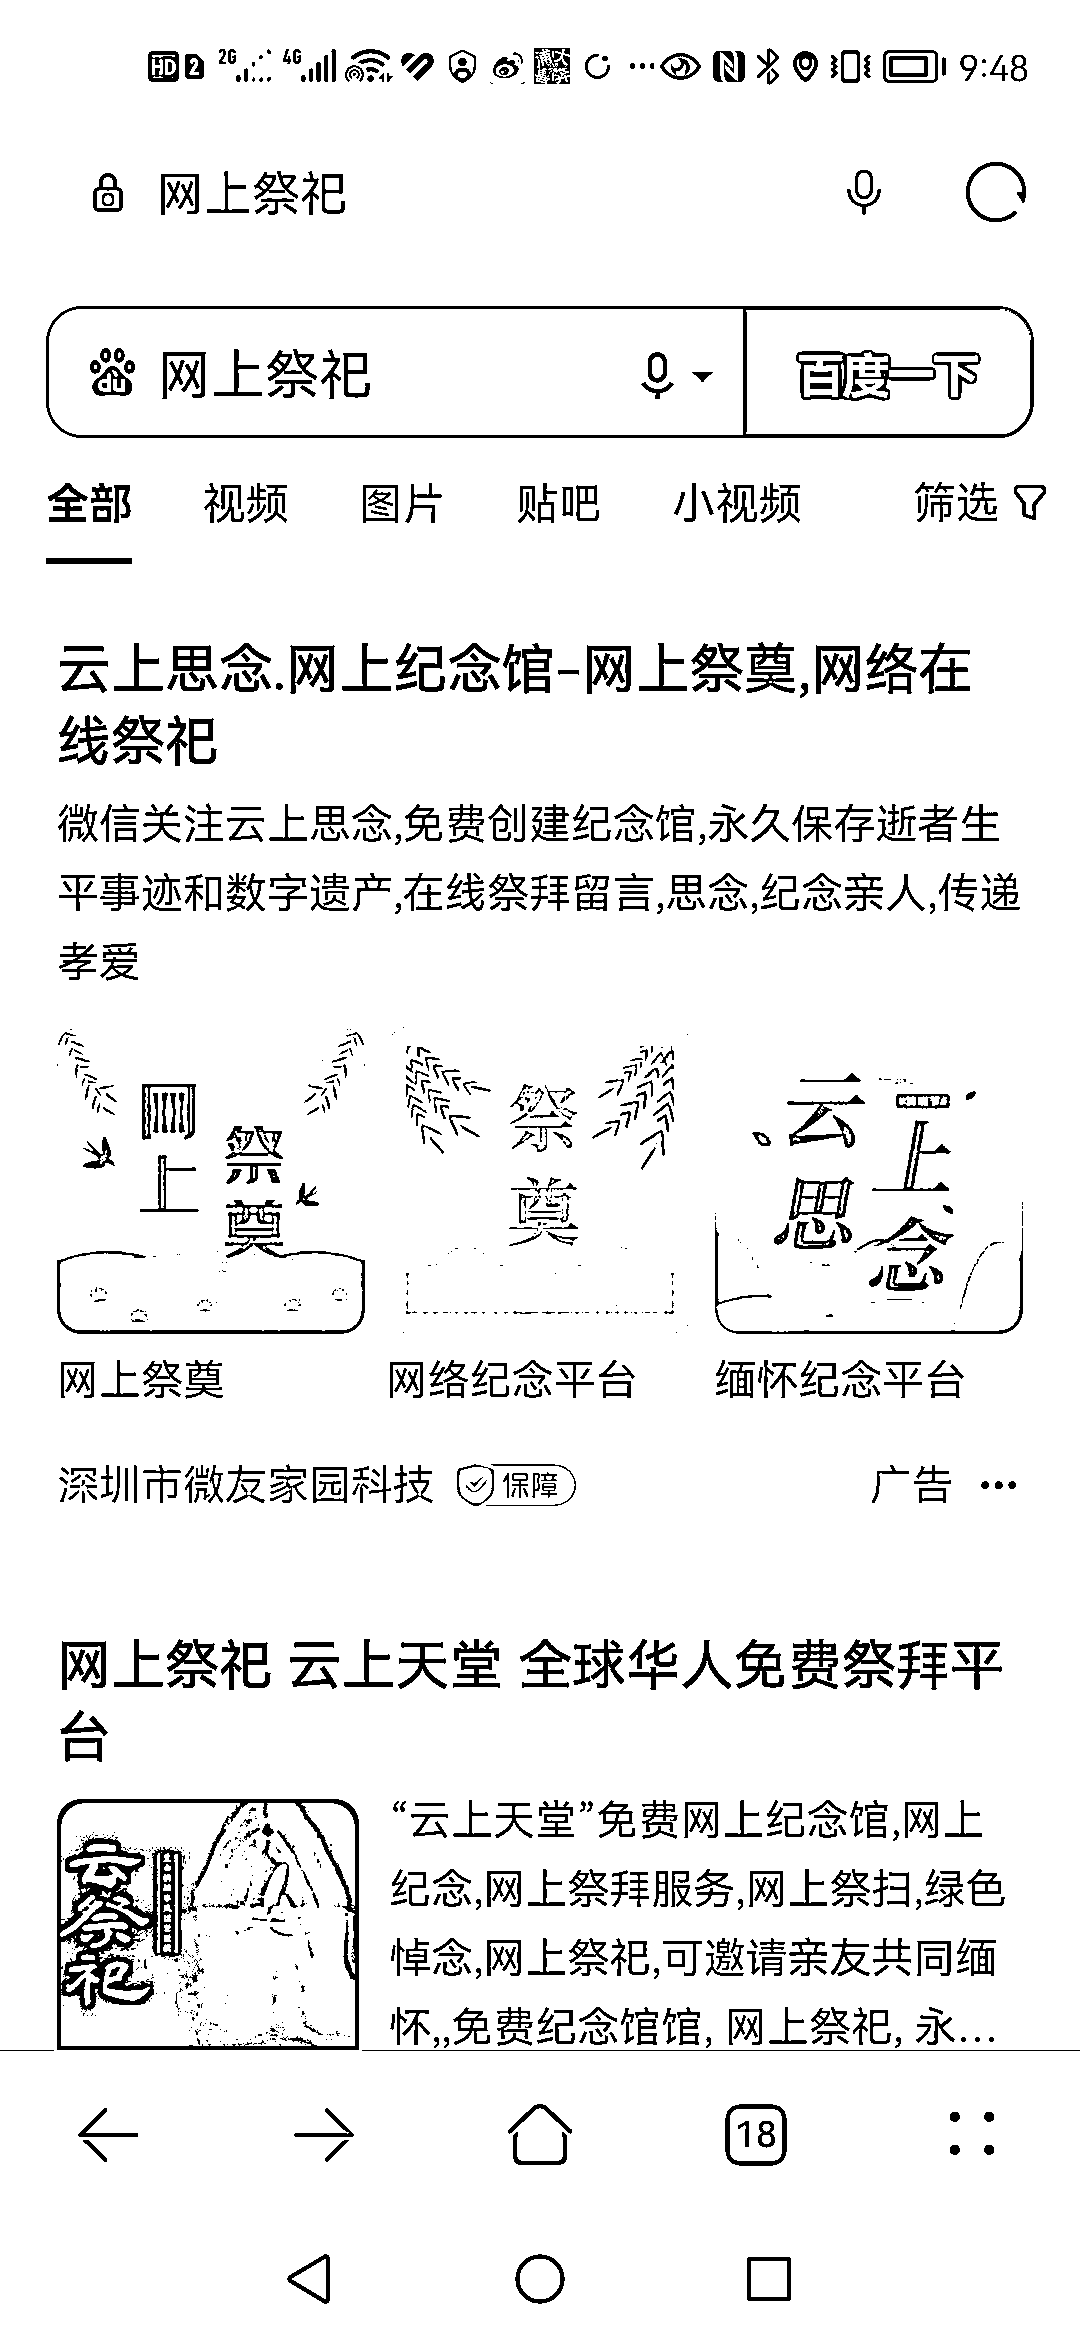 HD 2 2G 4G 9:48
网上祭祀
网上祭祀 百度一下
全部 视频 图片 贴吧 小视频 筛选
云上思念.网上纪念馆-网上祭奠,网络在
线祭祀
微信关注云上思念,免费创建纪念馆,永久保存逝者生
平事迹和数字遗产,在线祭拜留言,思念,纪念亲人,传递
孝爱
网上
祭奠
祭奠
云上思念
网上祭奠 网络纪念平台 缅怀纪念平台
深圳市微友家园科技 保障 广告
网上祭祀 云上天堂 全球华人免费祭拜平
台
云祭祀
“云上天堂”免费网上纪念馆,网上
纪念,网上祭拜服务,网上祭扫,绿色
悼念,网上祭祀,可邀请亲友共同缅
怀,,免费纪念馆馆, 网上祭祀, 永...
18